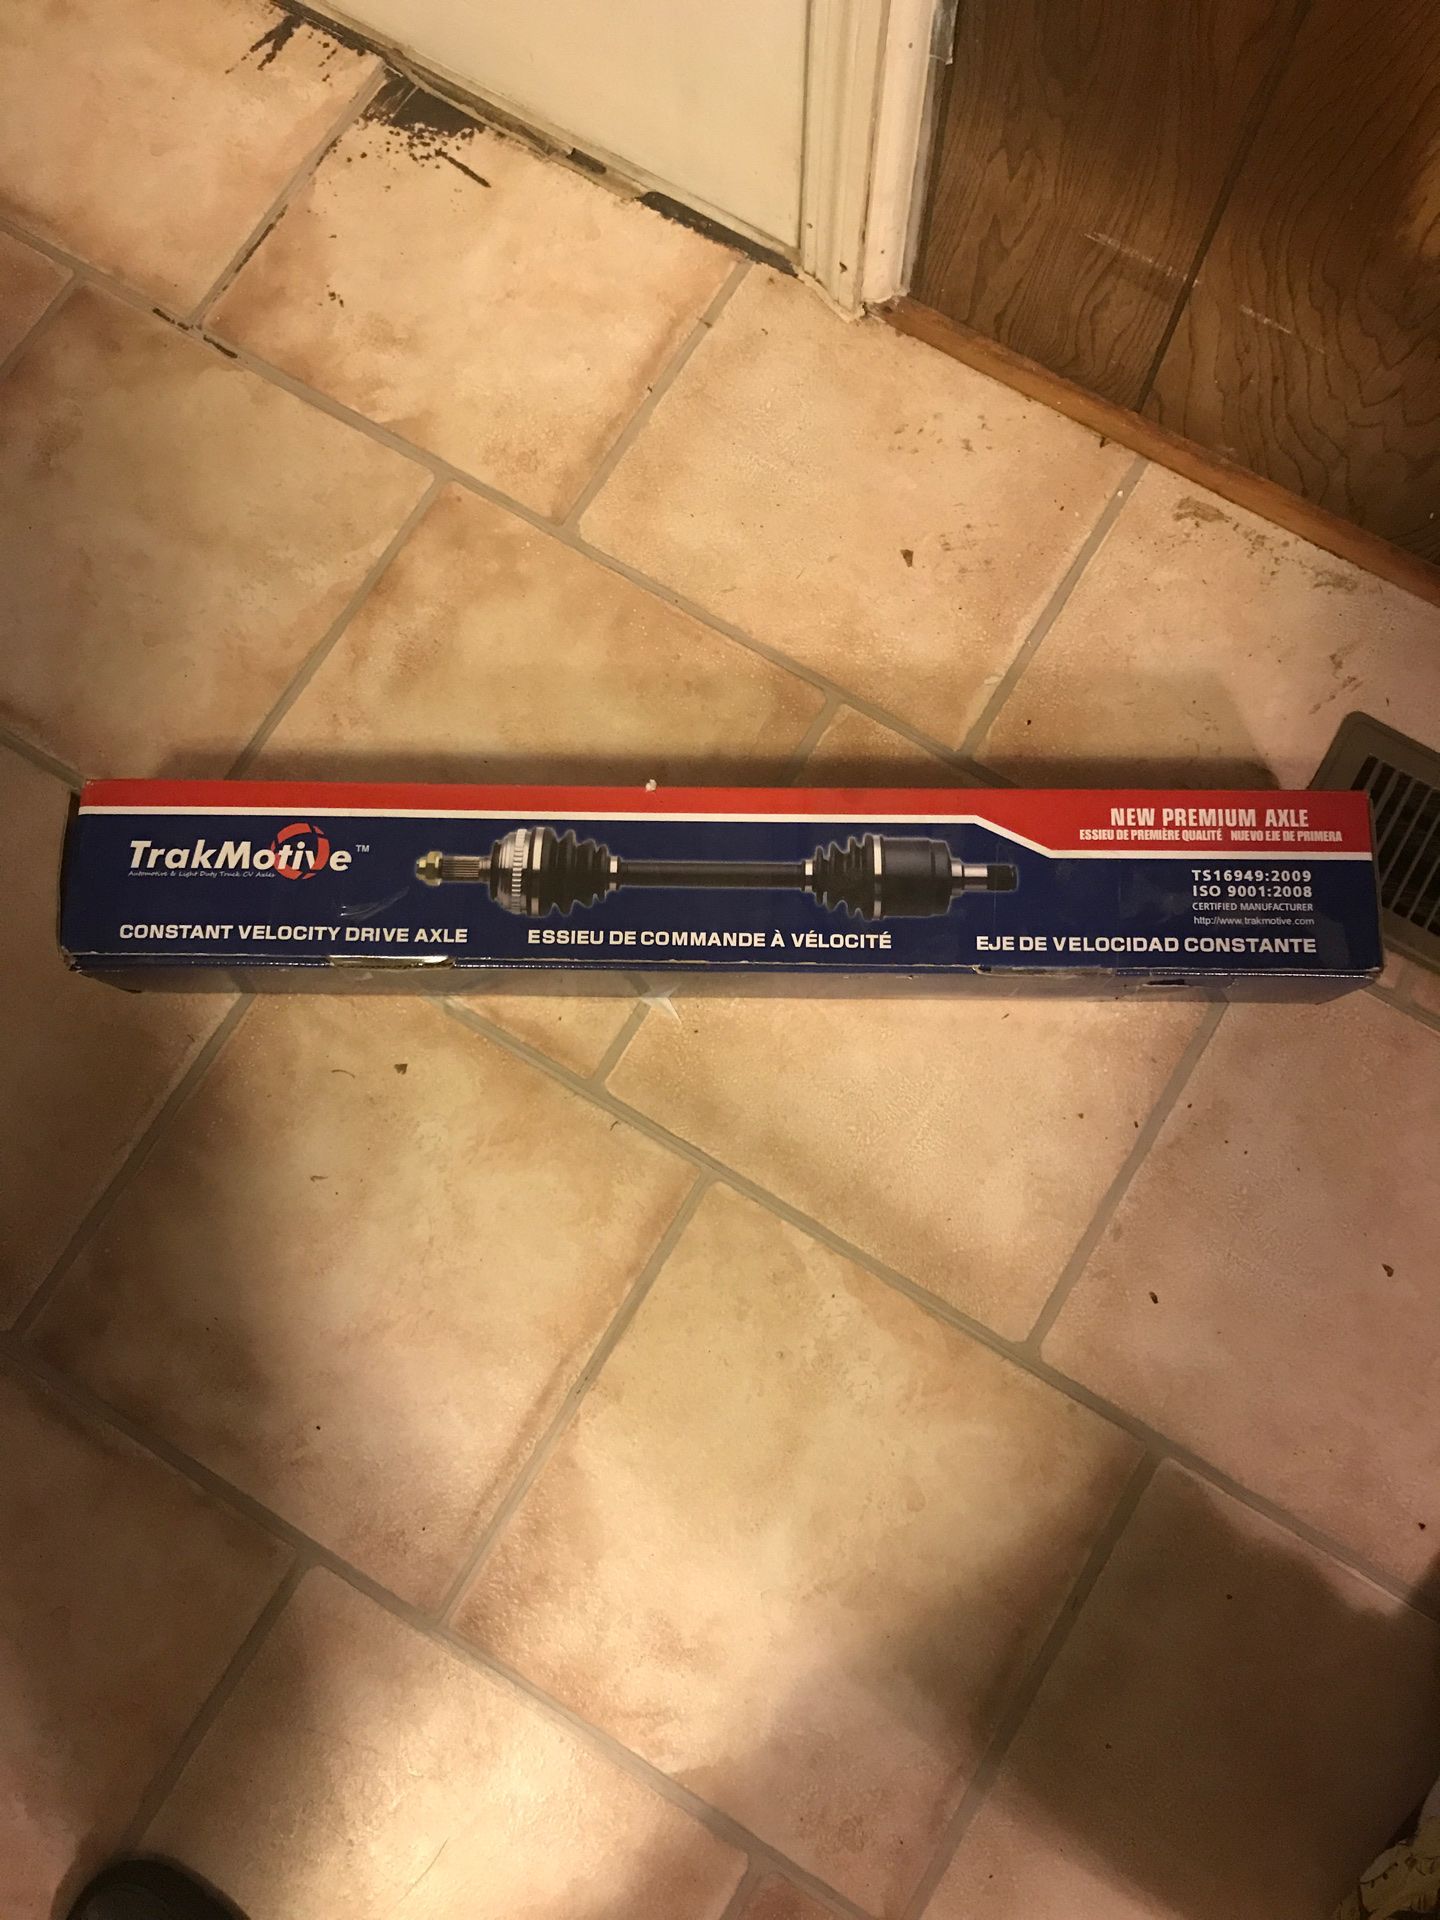 NEW PREMIUM AXLE
ESSIEU DE PREMIÈRE QUALITÉ NUEVO EJE DE PRIMERA
TrakMotive™
Automotive & Light Duty Truck CV Axles
TS16949:2009
ISO 9001:2008
CERTIFIED MANUFACTURER
http://www.trakmotive.com
CONSTANT VELOCITY DRIVE AXLE
ESSIEU DE COMMANDE À VÉLOCITÉ
EJE DE VELOCIDAD CONSTANTE